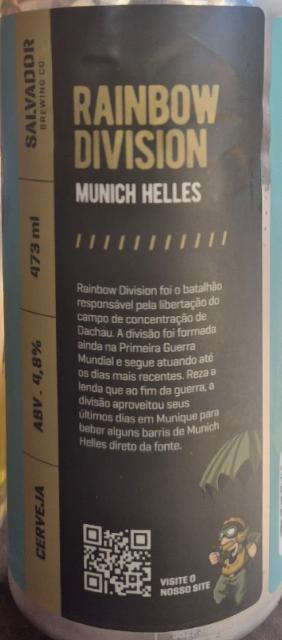 SALVADOR
BREWING CO.
473 ml
ABV - 4,8%
CERVEJA
RAINBOW
DIVISION
MUNICH HELLES
Rainbow Division foi o batalhão
responsável pela libertação do
campo de concentração de
Dachau. A divisão foi formada
ainda na Primeira Guerra
Mundial e segue atuando até
os dias mais recentes. Reza a
lenda que ao fim da guerra, a
divisão aproveitou seus
últimos dias em Munique para
beber alguns barris de Munich
Helles direto da fonte.
VISITE O
NOSSO SITE